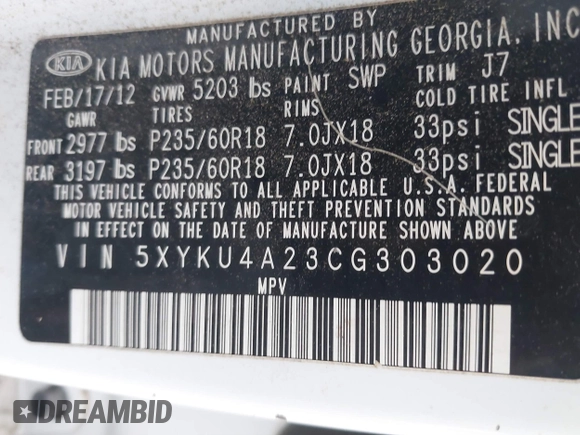 MANUFACTURED BY
KIA KIA MOTORS MANUFACTURING GEORGIA, INC
FEB/17/12 GVWR 5203 lbs PAINT SWP TRIM J7
GAWR TIRES RIMS COLD TIRE INFL
FRONT 2977 lbs P235/60R18 7.0JX18 33psi SINGLE
REAR 3197 lbs P235/60R18 7.0JX18 33psi SINGLE
THIS VEHICLE CONFORMS TO ALL APPLICABLE U.S.A. FEDERAL
MOTOR VEHICLE SAFETY AND THEFT PREVENTION STANDARDS
IN EFFECT ON THE DATE OF MANUFACTURE SHOWN ABOVE.
VIN 5XYKU4A23CG303020
MPV
DREAMBID